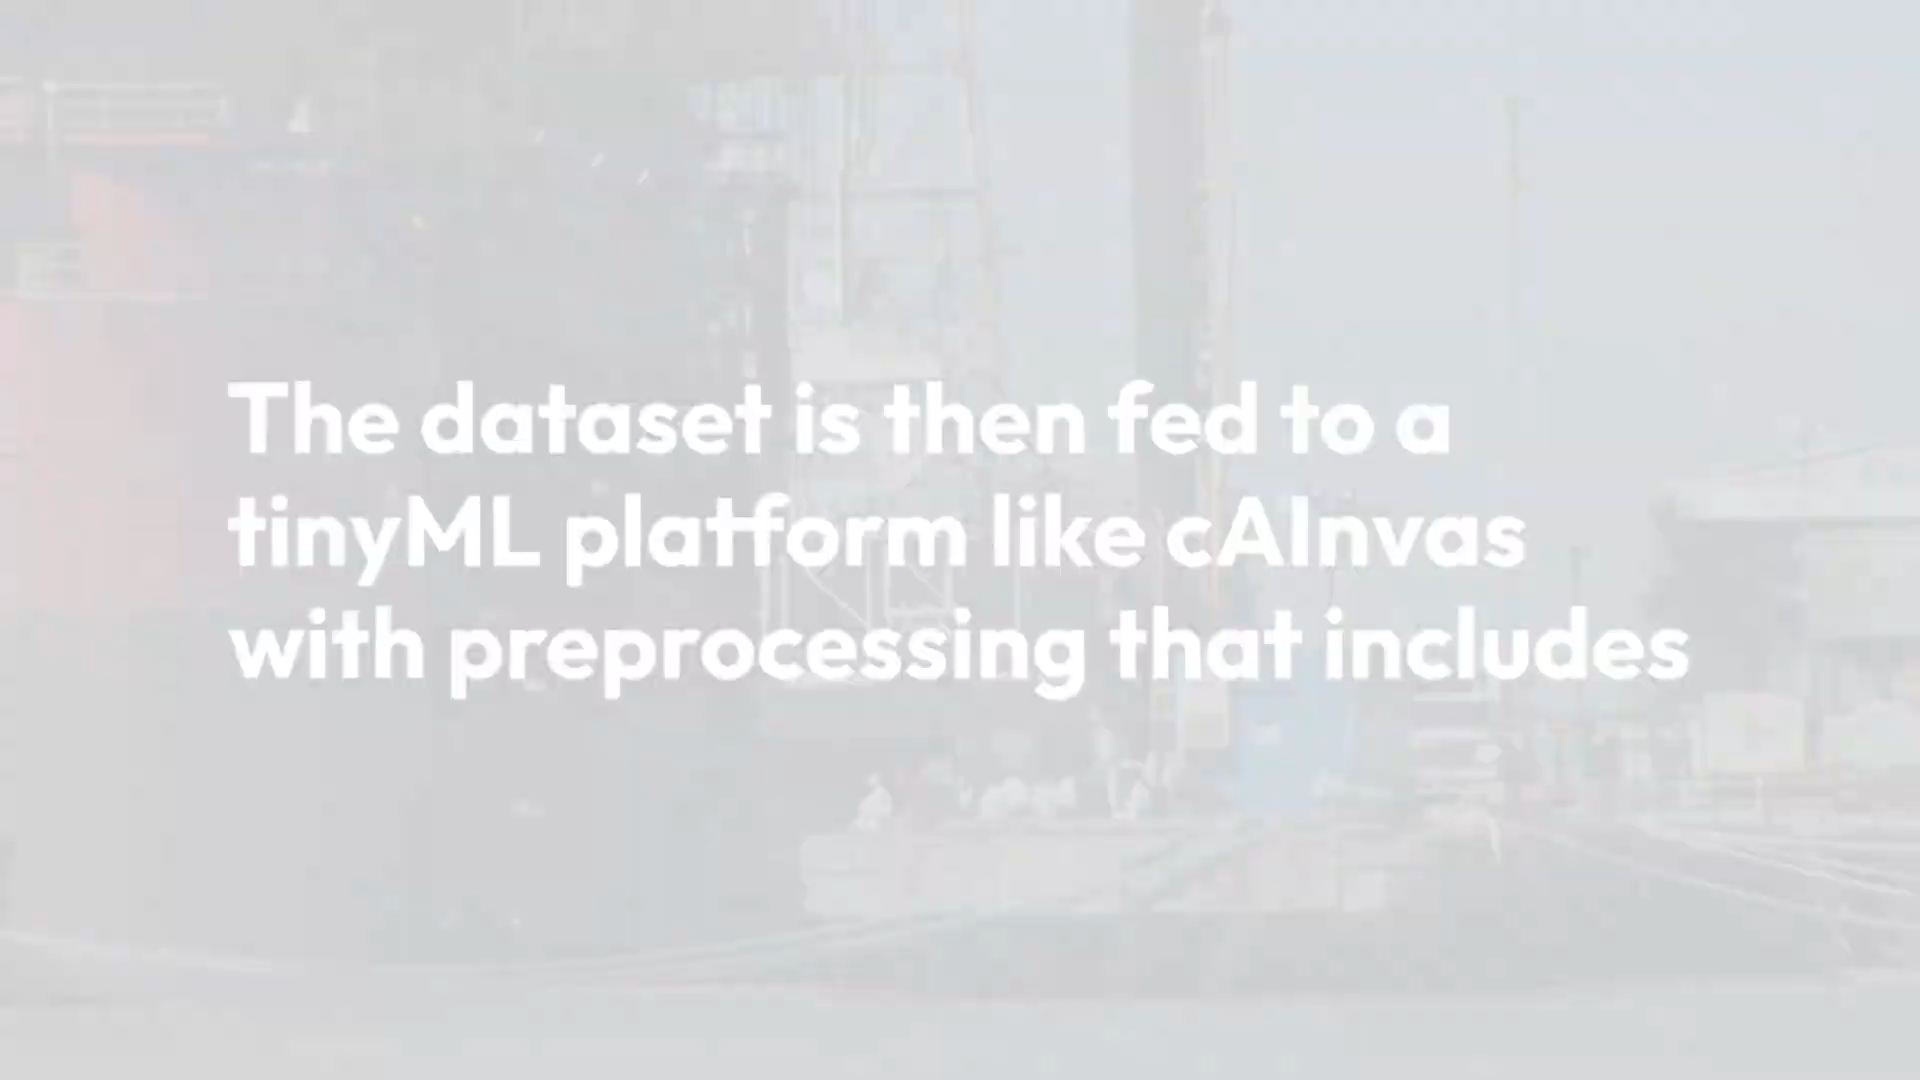 The dataset is then fed to a
tinyML platform like cAInvas
with preprocessing that includes